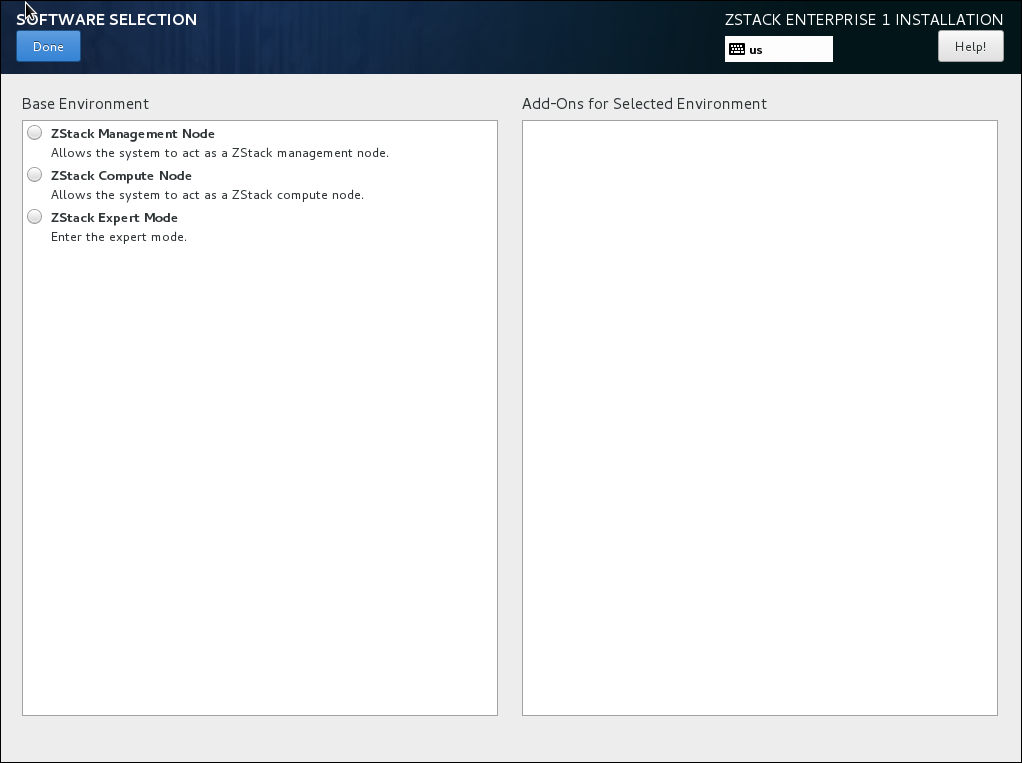 SOFTWARE SELECTION
ZSTACK ENTERPRISE 1 INSTALLATION
Done
us
Help!
Base Environment
Add-Ons for Selected Environment
ZStack Management Node
Allows the system to act as a ZStack management node.
ZStack Compute Node
Allows the system to act as a ZStack compute node.
ZStack Expert Mode
Enter the expert mode.